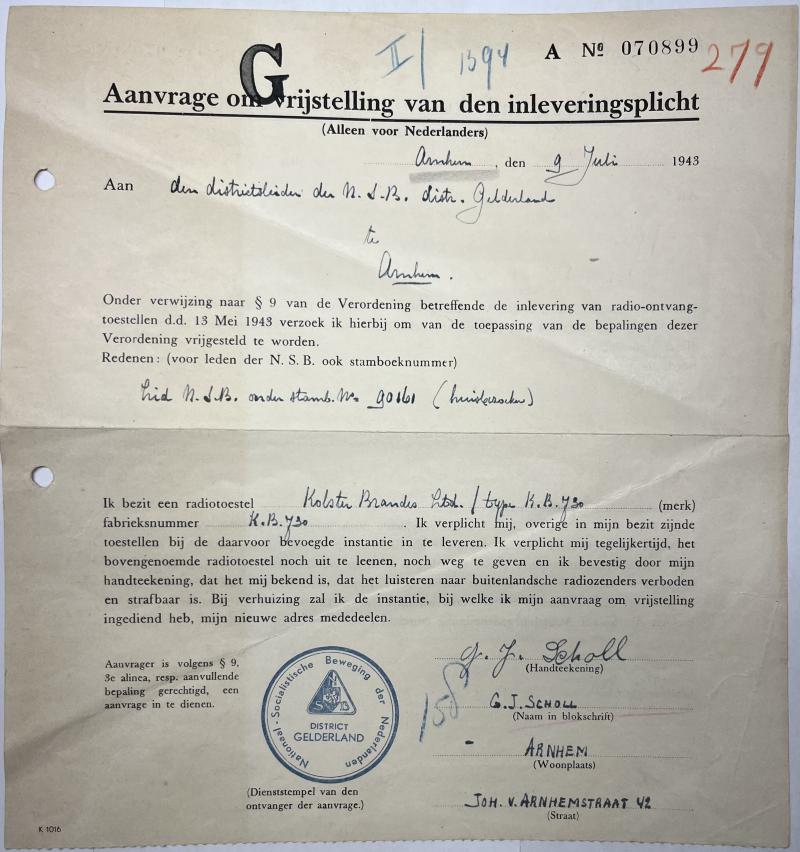 G
II/ 1394
A Nº 070899 279
Aanvrage om vrijstelling van den inleveringsplicht
(Alleen voor Nederlanders)
Arnhem, den 9 Juli 1943
Aan den districtsleider der N.S.B. distr. Gelderland
te
Arnhem.
Onder verwijzing naar § 9 van de Verordening betreffende de inlevering van radio-ontvang-
toestellen d.d. 13 Mei 1943 verzoek ik hierbij om van de toepassing van de bepalingen dezer
Verordening vrijgesteld te worden.
Redenen: (voor leden der N. S. B. ook stamboeknummer)
Lid N.S.B. onder stamb. No. 90161 (huisbezoeker)
Ik bezit een radiotoestel Kolster Brandes Ltd. / type K.B. 730 (merk)
fabrieksnummer K.B. 730. Ik verplicht mij, overige in mijn bezit zijnde
toestellen bij de daarvoor bevoegde instantie in te leveren. Ik verplicht mij tegelijkertijd, het
bovengenoemde radiotoestel noch uit te leenen, noch weg te geven en ik bevestig door mijn
handteekening, dat het mij bekend is, dat het luisteren naar buitenlandsche radiozenders verboden
en strafbaar is. Bij verhuizing zal ik de instantie, bij welke ik mijn aanvraag om vrijstelling
ingediend heb, mijn nieuwe adres mededeelen.
Aanvrager is volgens § 9,
3e alinea, resp. aanvullende
bepaling gerechtigd, een
aanvrage in te dienen.
Nationaal-Socialistische Beweging der Nederlanden
NSB
DISTRICT
GELDERLAND
(Dienststempel van den
ontvanger der aanvrage.)
G. J. Scholl
(Handteekening)
G. J. SCHOLL
(Naam in blokschrift)
ARNHEM
(Woonplaats)
JOH. V. ARNHEMSTRAAT 42
(Straat)
K 1016